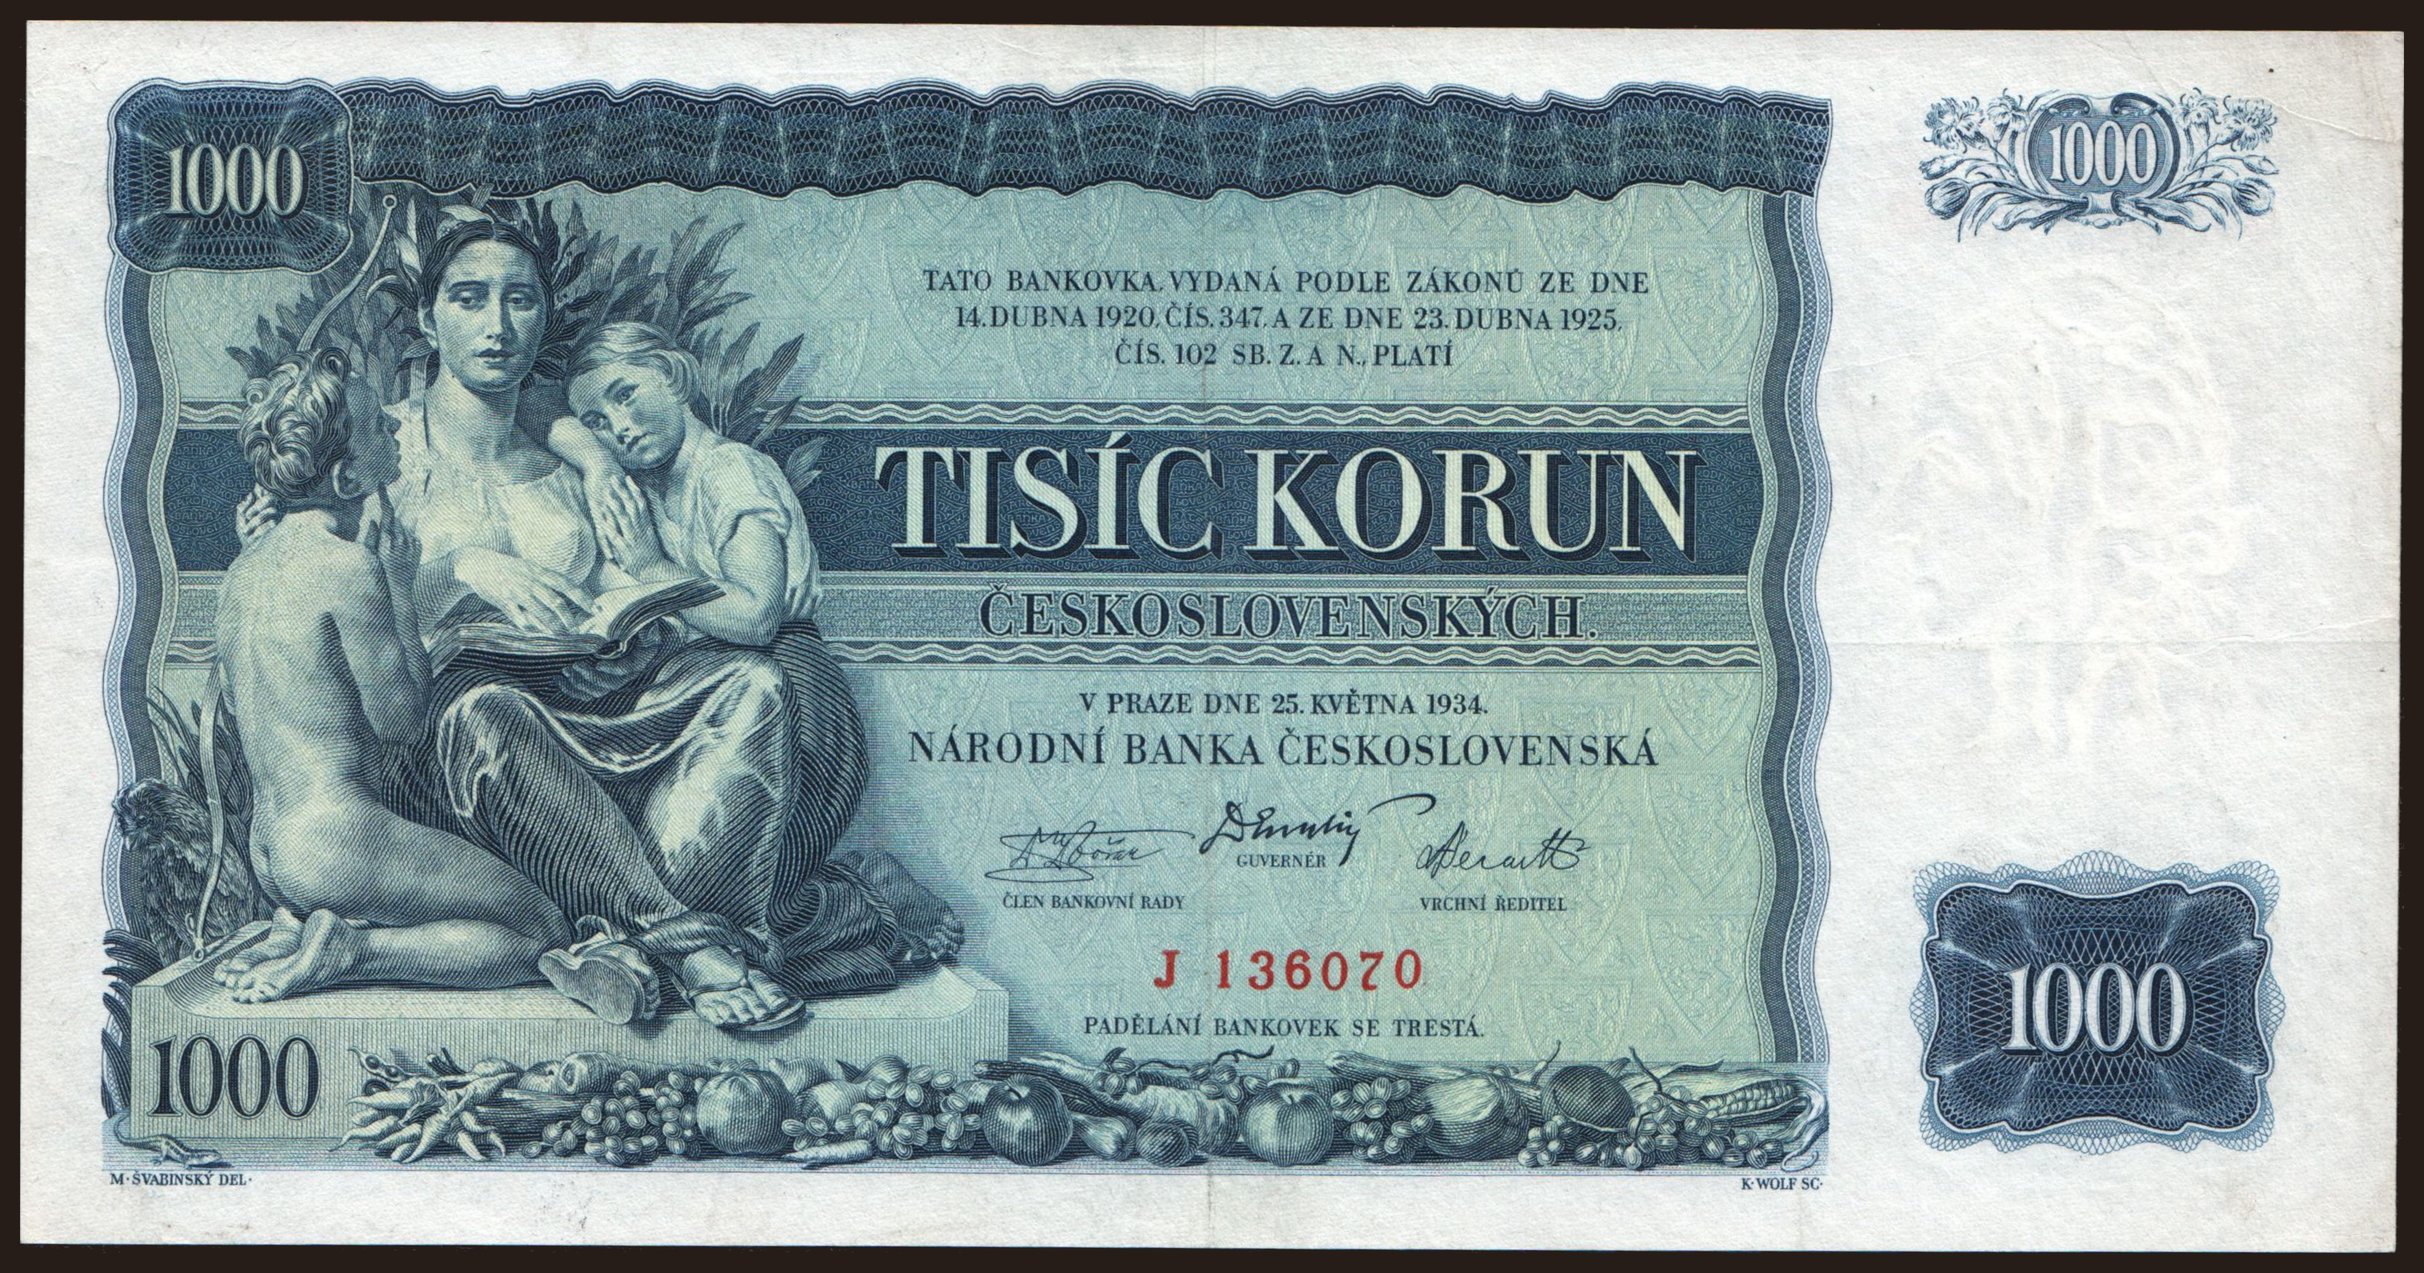 1000
1000
TATO BANKOVKA, VYDANÁ PODLE ZÁKONŮ ZE DNE
14. DUBNA 1920, ČÍS. 347, A ZE DNE 23. DUBNA 1925,
ČÍS. 102 SB. Z. A N., PLATÍ
TISÍC KORUN
ČESKOSLOVENSKÝCH.
V PRAZE DNE 25. KVĚTNA 1934.
NÁRODNÍ BANKA ČESKOSLOVENSKÁ
GUVERNÉR
ČLEN BANKOVNÍ RADY
VRCHNÍ ŘEDITEL
J 136070
PADĚLÁNÍ BANKOVEK SE TRESTÁ.
1000
1000
M·ŠVABINSKÝ DEL·
K·WOLF SC·